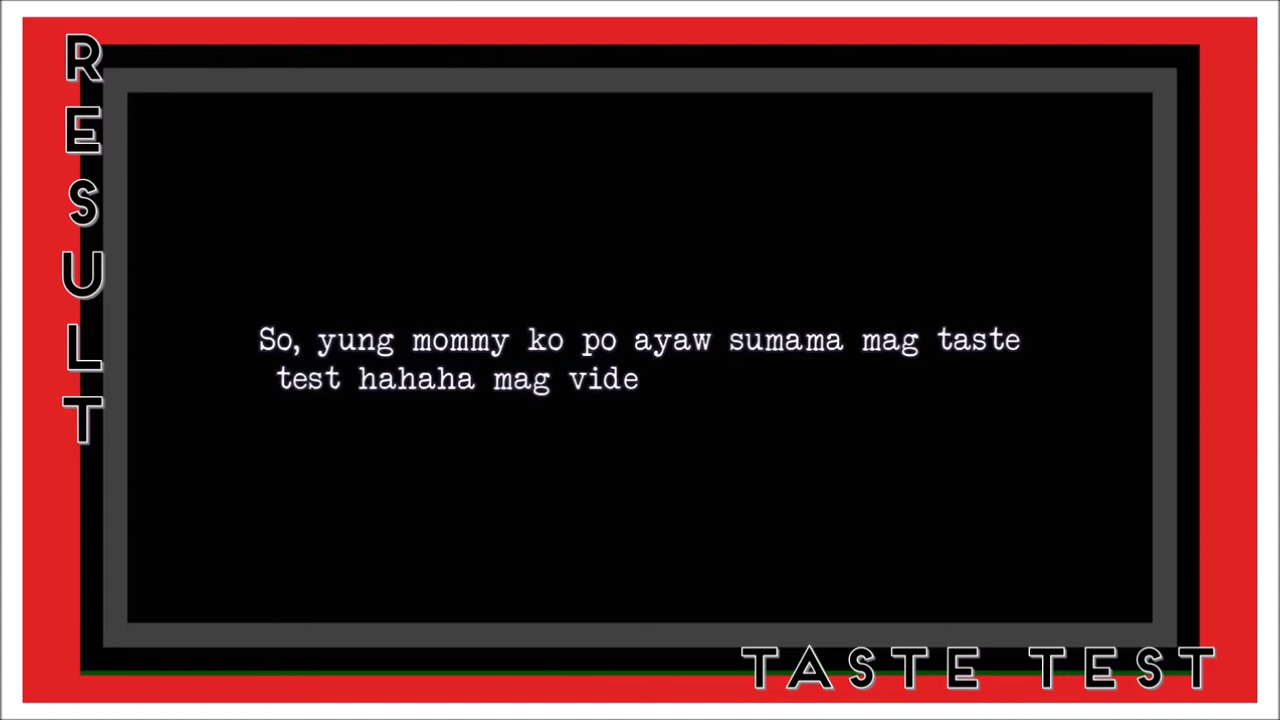 RESULT
So, yung mommy ko po ayaw sumama mag taste
test hahaha mag vide
TASTE TEST